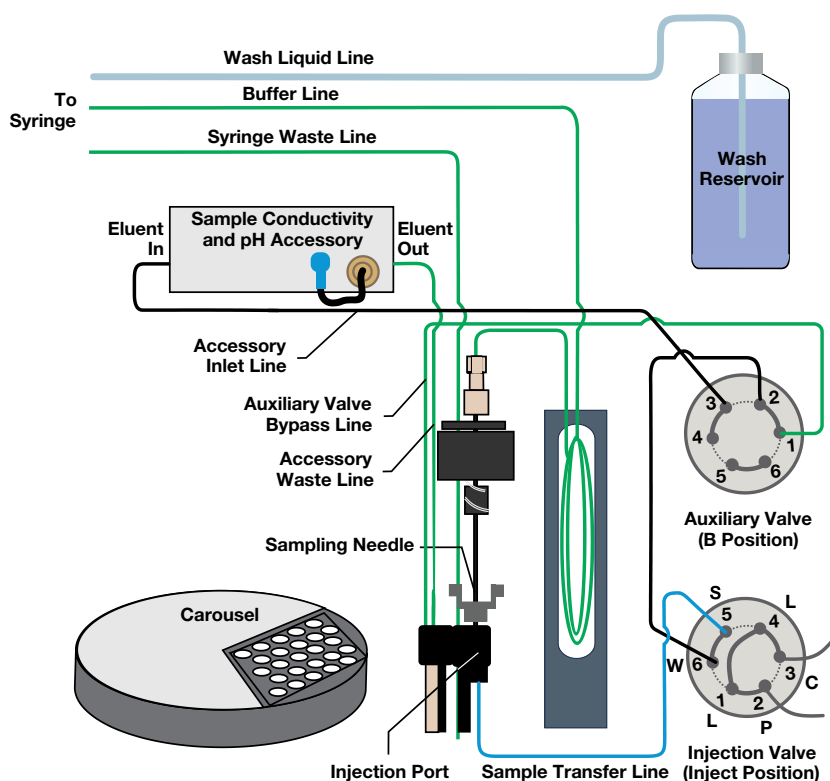 Wash Liquid Line
To
Syringe
Buffer Line
Syringe Waste Line
Wash
Reservoir
Eluent
In
Sample Conductivity
and pH Accessory
Eluent
Out
Accessory
Inlet Line
Auxiliary Valve
Bypass Line
Accessory
Waste Line
3
2
4
1
5
6
Auxiliary Valve
(B Position)
Sampling Needle
Carousel
S
L
5
4
W
6
3
C
1
2
L
P
Injection Port
Sample Transfer Line
Injection Valve
(Inject Position)